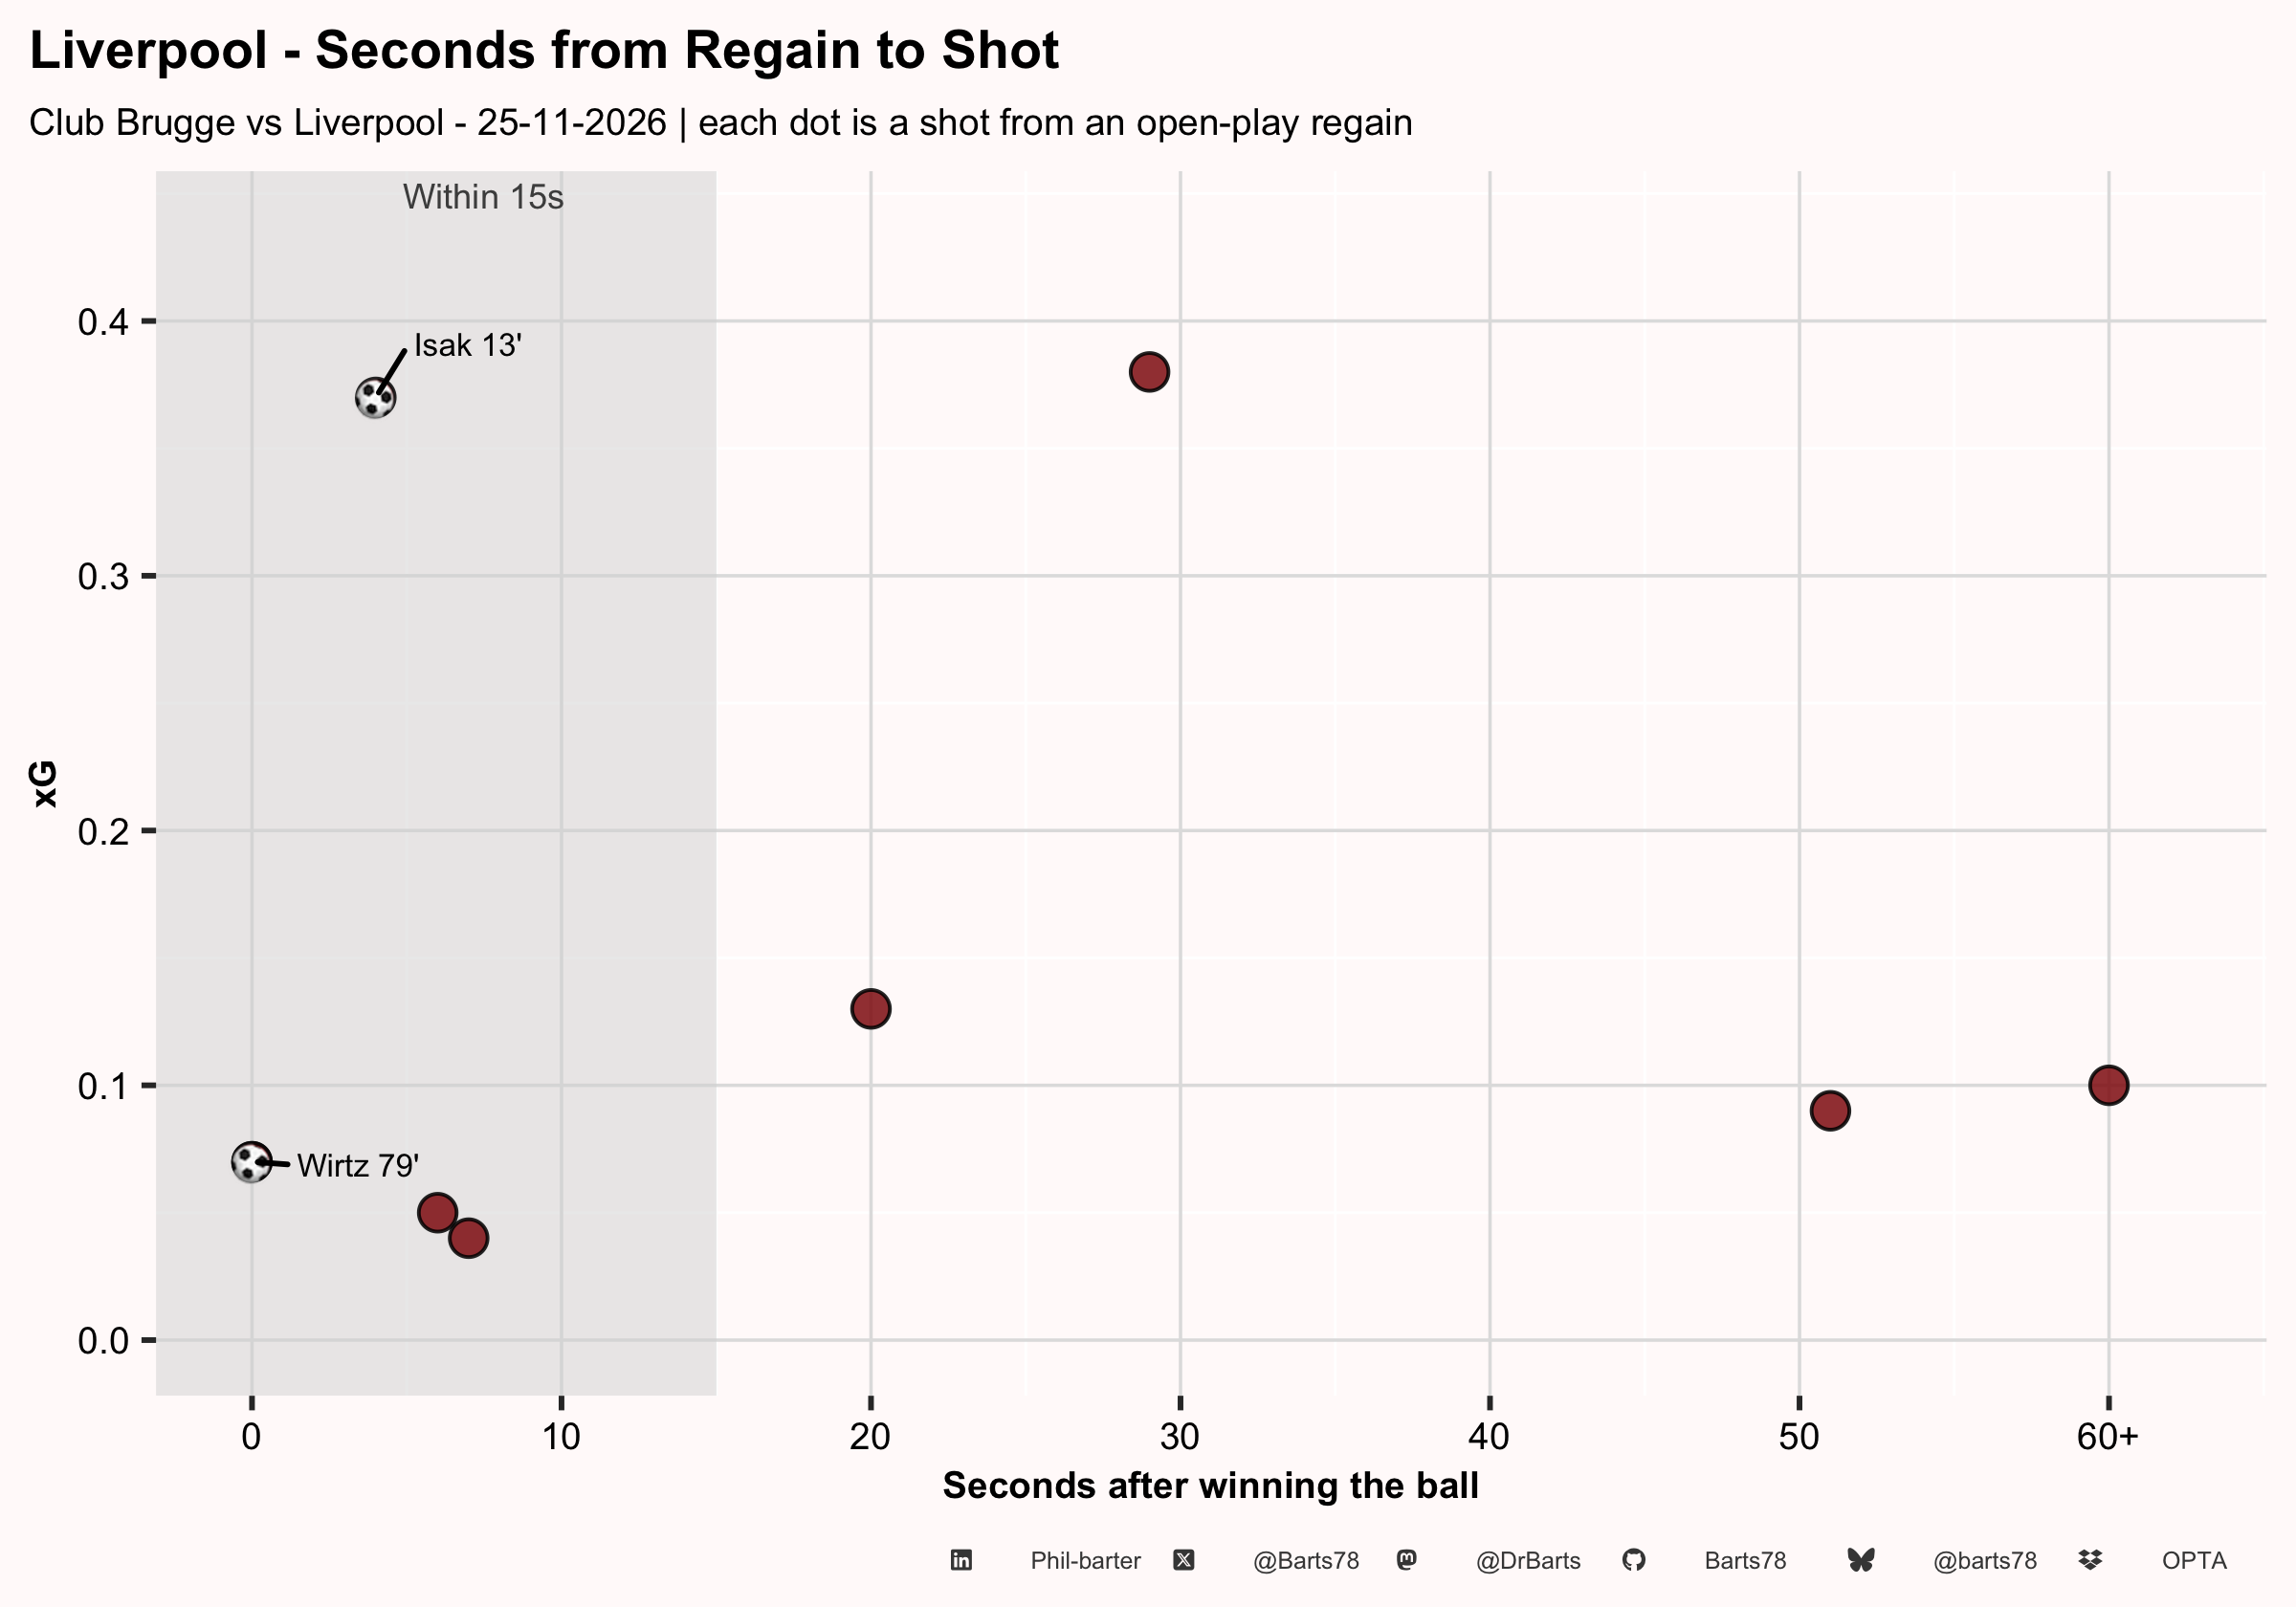 Liverpool - Seconds from Regain to Shot
Club Brugge vs Liverpool - 25-11-2026 | each dot is a shot from an open-play regain
Within 15s
0.4
Isak 13'
0.3
xG
0.2
0.1
Wirtz 79'
0.0
0 10 20 30 40 50 60+
Seconds after winning the ball
Phil-barter @Barts78 @DrBarts Barts78 @barts78 OPTA